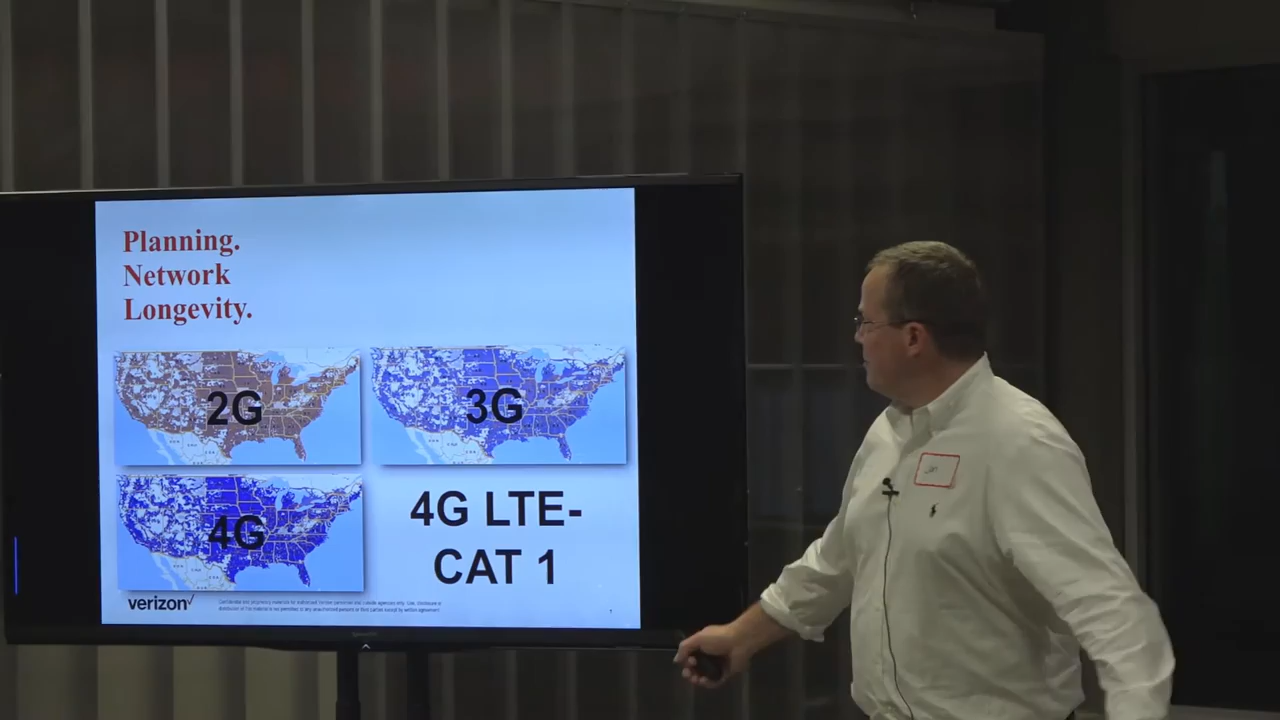 Planning.
Network
Longevity.
2G
3G
4G
4G LTE-
CAT 1
verizon✓